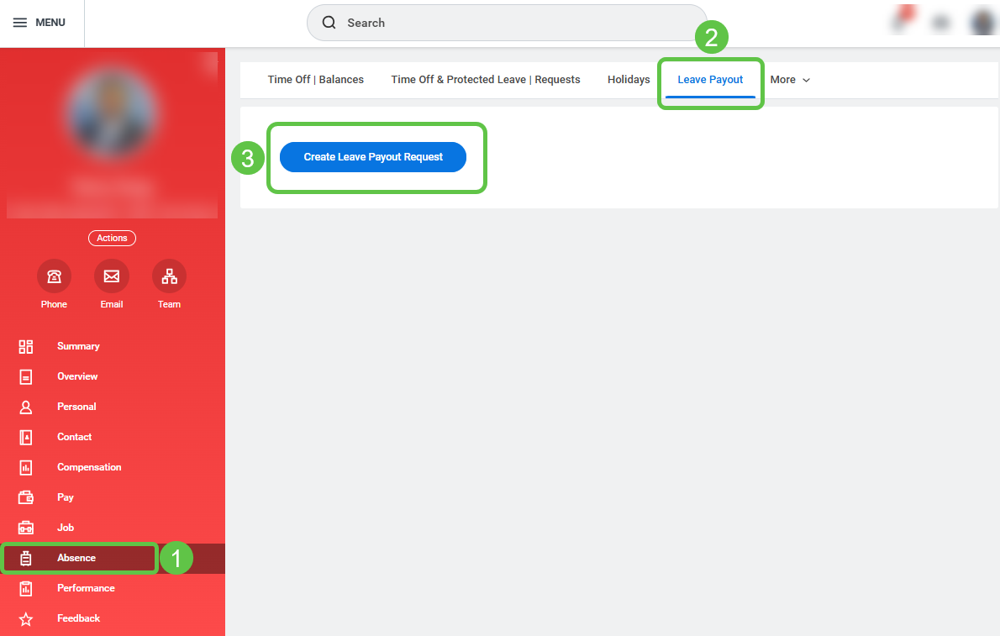 MENU
Search
2
Time Off | Balances
Time Off & Protected Leave | Requests
Holidays
Leave Payout
More
3
Create Leave Payout Request
Actions
Phone
Email
Team
Summary
Overview
Personal
Contact
Compensation
Pay
Job
Absence
1
Performance
Feedback